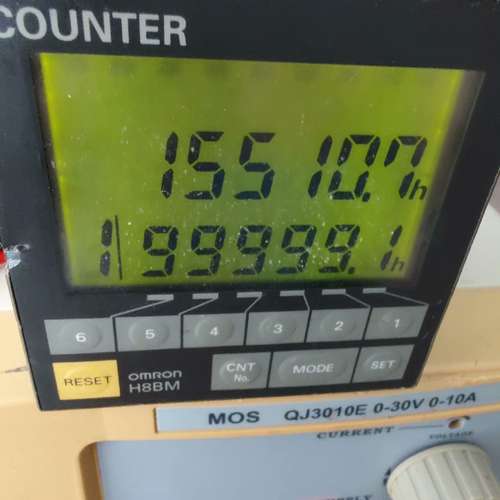 COUNTER
15510.7h
1 99999.1h
6 5 4 3 2 1
RESET omron H8BM CNT No. MODE SET
MOS QJ3010E 0-30V 0-10A
CURRENT VOLTAGE